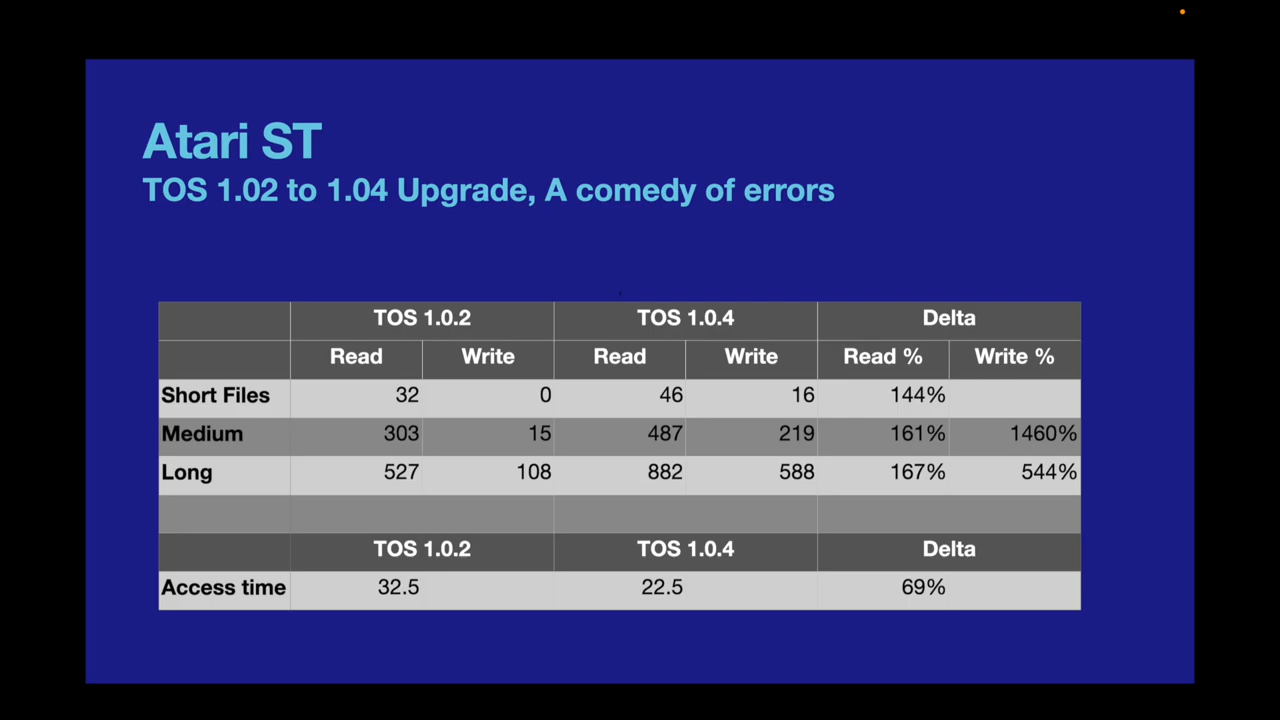 Atari ST
TOS 1.02 to 1.04 Upgrade, A comedy of errors
TOS 1.0.2 TOS 1.0.4 Delta
Read Write Read Write Read % Write %
Short Files 32 0 46 16 144%
Medium 303 15 487 219 161% 1460%
Long 527 108 882 588 167% 544%
TOS 1.0.2 TOS 1.0.4 Delta
Access time 32.5 22.5 69%